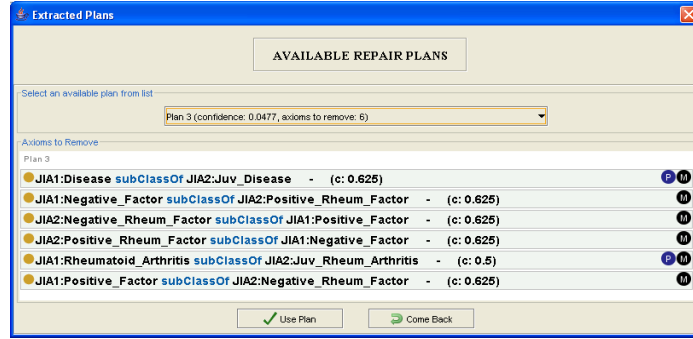 Extracted Plans
AVAILABLE REPAIR PLANS
Select an available plan from list
Plan 3 (confidence: 0.0477, axioms to remove: 6)
Axioms to Remove
Plan 3
JIA1:Disease subClassOf JIA2:Juv_Disease - (c: 0.625) P M
JIA1:Negative_Factor subClassOf JIA2:Positive_Rheum_Factor - (c: 0.625) M
JIA2:Negative_Rheum_Factor subClassOf JIA1:Positive_Factor - (c: 0.625) M
JIA2:Positive_Rheum_Factor subClassOf JIA1:Negative_Factor - (c: 0.625) M
JIA1:Rheumatoid_Arthritis subClassOf JIA2:Juv_Rheum_Arthritis - (c: 0.5) P M
JIA1:Positive_Factor subClassOf JIA2:Negative_Rheum_Factor - (c: 0.625) M
Use Plan Come Back